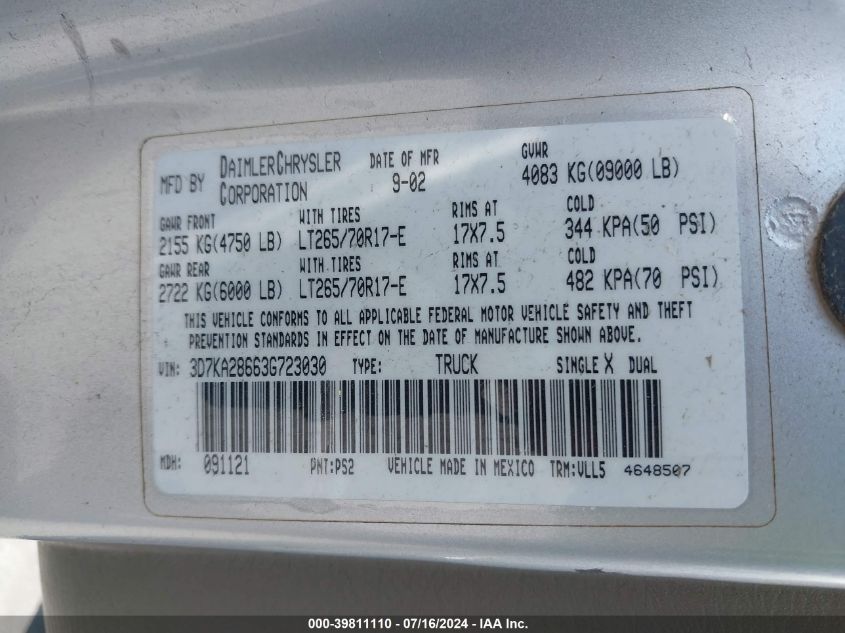 MFD BY DAIMLERCHRYSLER CORPORATION DATE OF MFR 9-02 GVWR 4083 KG(09000 LB)
GAWR FRONT WITH TIRES RIMS AT COLD
2155 KG(4750 LB) LT265/70R17-E 17X7.5 344 KPA(50 PSI)
GAWR REAR WITH TIRES RIMS AT COLD
2722 KG(6000 LB) LT265/70R17-E 17X7.5 482 KPA(70 PSI)
THIS VEHICLE CONFORMS TO ALL APPLICABLE FEDERAL MOTOR VEHICLE SAFETY AND THEFT
PREVENTION STANDARDS IN EFFECT ON THE DATE OF MANUFACTURE SHOWN ABOVE.
VIN: 3D7KA28663G723030 TYPE: TRUCK SINGLE X DUAL
MDH: 091121 PNT:PS2 VEHICLE MADE IN MEXICO TRM:VLL5 4648507
000-39811110 - 07/16/2024 - IAAI Inc.